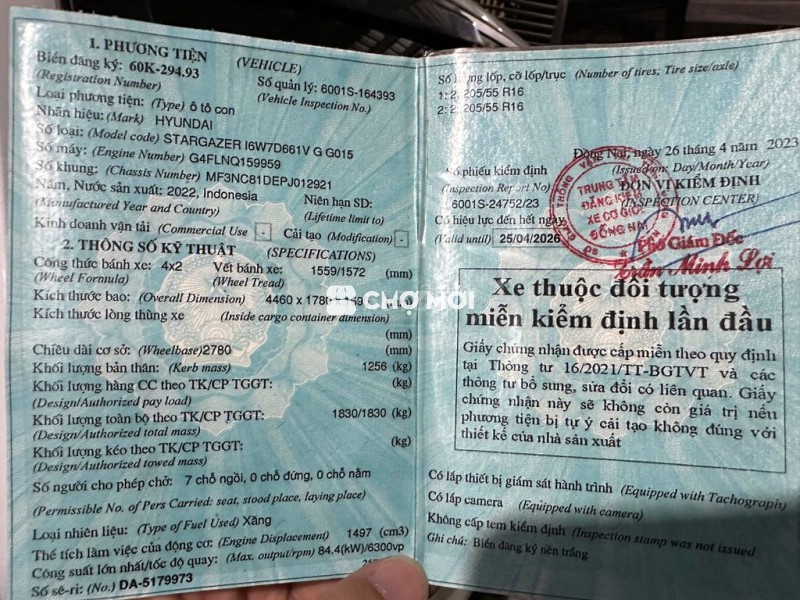 1. PHƯƠNG TIỆN (VEHICLE)
Biển đăng ký: 60K-294.93
(Registration Number)
Số quản lý: 6001S-164393
(Vehicle Inspection No.)
Loại phương tiện: (Type) ô tô con
Nhãn hiệu: (Mark) HYUNDAI
Số loại: (Model code) STARGAZER I6W7D661V G G015
Số máy: (Engine Number) G4FLNQ159959
Số khung: (Chassis Number) MF3NC81DEPJ012921
Năm, Nước sản xuất: 2022, Indonesia
Niên hạn SD:
(Manufactured Year and Country)
(Lifetime limit to)
Kinh doanh vận tải (Commercial Use -
Cải tạo (Modification) -
2. THÔNG SỐ KỸ THUẬT (SPECIFICATIONS)
Công thức bánh xe: 4x2
Vết bánh xe: 1559/1572 (mm)
(Wheel Formula)
(Wheel Tread)
Kích thước bao: (Overall Dimension) 4460 x
CHỢ TỐT
Kích thước lòng thùng xe (Inside cargo container dimension)
(mm)
Chiều dài cơ sở: (Wheelbase)2780 (mm)
Khối lượng bản thân: (Kerb mass) 1256 (kg)
Khối lượng hàng CC theo TK/CP TGGT: (kg)
(Design/Authorized pay load)
Khối lượng toàn bộ theo TK/CP TGGT: 1830/1830 (kg)
(Design/Authorized total mass)
Khối lượng kéo theo TK/CP TGGT: (kg)
(Design/Authorized towed mass)
Số người cho phép chở: 7 chỗ ngồi, 0 chỗ đứng, 0 chỗ nằm
(Permissible No. of Pers Carried: seat, stood place, laying place)
Loại nhiên liệu: (Type of Fuel Used) Xăng
Thể tích làm việc của động cơ: (Engine Displacement) 1497 (cm3)
Công suất lớn nhất/tốc độ quay: (Max. output/rpm) 84.4(kW)/6300vp
Số sê-ri: (No.) DA-5179973
Số lượng lốp, cỡ lốp/trục (Number of tires; Tire size/axle)
1: 2, 205/55 R16
2: 2, 205/55 R16
Đồng Nai, ngày 26 tháng 4 năm 2023
(Issued on: Day/Month/Year)
Số phiếu kiểm định
ĐƠN VỊ KIỂM ĐỊNH
(Inspection Report No)
(INSPECTION CENTER)
6001S-24752/23
Có hiệu lực đến hết ngày
(Valid until) 25/04/2026
TRUNG TÂM
ĐĂNG KIỂM
XE CƠ GIỚI
ĐỒNG NAI
Phó Giám Đốc
Trần Minh Lợi
Xe thuộc đối tượng
miễn kiểm định lần đầu
Giấy chứng nhận được cấp miễn theo quy định
tại Thông tư 16/2021/TT-BGTVT và các
thông tư bổ sung, sửa đổi có liên quan. Giấy
chứng nhận này sẽ không còn giá trị nếu
phương tiện bị tự ý cải tạo không đúng với
thiết kế của nhà sản xuất
Có lắp thiết bị giám sát hành trình (Equipped with Tachograph)
Có lắp camera (Equipped with camera)
Không cấp tem kiểm định (Inspection stamp was not issued
Ghi chú: Biển đăng ký nền trắng